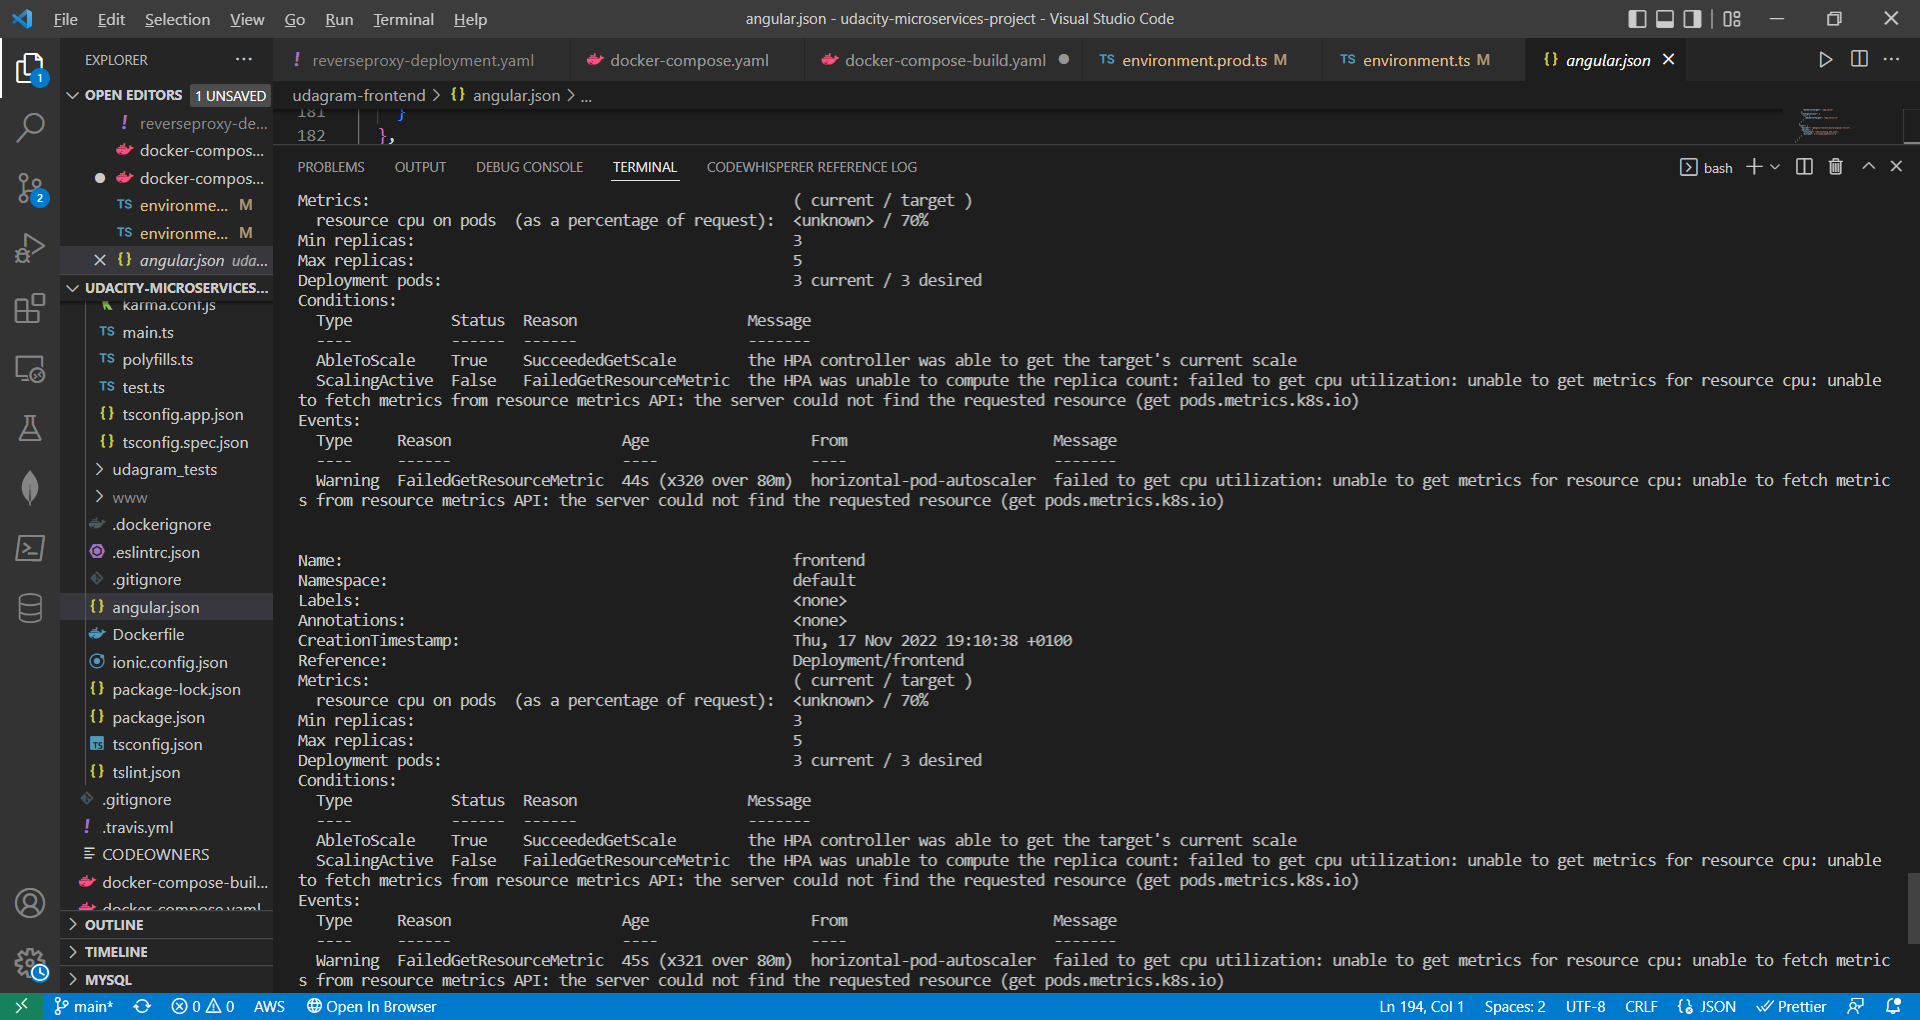 File Edit Selection View Go Run Terminal Help
angular.json - udacity-microservices-project - Visual Studio Code
EXPLORER
OPEN EDITORS 1 UNSAVED
! reverseproxy-de...
docker-compos...
docker-compos...
TS environme... M
TS environme... M
{} angular.json uda...
UDACITY-MICROSERVICES...
karma.conf.js
TS main.ts
TS polyfills.ts
TS test.ts
{} tsconfig.app.json
{} tsconfig.spec.json
udagram_tests
www
.dockerignore
.eslintrc.json
.gitignore
{} angular.json
Dockerfile
ionic.config.json
{} package-lock.json
{} package.json
TS tsconfig.json
{} tslint.json
.gitignore
! .travis.yml
CODEOWNERS
docker-compose-buil...
docker-compose.yaml
OUTLINE
TIMELINE
MYSQL
! reverseproxy-deployment.yaml docker-compose.yaml docker-compose-build.yaml TS environment.prod.ts M TS environment.ts M {} angular.json
udagram-frontend > {} angular.json > ...
181 }
182 },
PROBLEMS OUTPUT DEBUG CONSOLE TERMINAL CODEWHISPERER REFERENCE LOG
bash
Metrics: ( current / target )
resource cpu on pods (as a percentage of request): <unknown> / 70%
Min replicas: 3
Max replicas: 5
Deployment pods: 3 current / 3 desired
Conditions:
Type Status Reason Message
---- ------ ------ -------
AbleToScale True SucceededGetScale the HPA controller was able to get the target's current scale
ScalingActive False FailedGetResourceMetric the HPA was unable to compute the replica count: failed to get cpu utilization: unable to get metrics for resource cpu: unable
to fetch metrics from resource metrics API: the server could not find the requested resource (get pods.metrics.k8s.io)
Events:
Type Reason Age From Message
---- ------ ---- ---- -------
Warning FailedGetResourceMetric 44s (x320 over 80m) horizontal-pod-autoscaler failed to get cpu utilization: unable to get metrics for resource cpu: unable to fetch metric
s from resource metrics API: the server could not find the requested resource (get pods.metrics.k8s.io)
Name: frontend
Namespace: default
Labels: <none>
Annotations: <none>
CreationTimestamp: Thu, 17 Nov 2022 19:10:38 +0100
Reference: Deployment/frontend
Metrics: ( current / target )
resource cpu on pods (as a percentage of request): <unknown> / 70%
Min replicas: 3
Max replicas: 5
Deployment pods: 3 current / 3 desired
Conditions:
Type Status Reason Message
---- ------ ------ -------
AbleToScale True SucceededGetScale the HPA controller was able to get the target's current scale
ScalingActive False FailedGetResourceMetric the HPA was unable to compute the replica count: failed to get cpu utilization: unable to get metrics for resource cpu: unable
to fetch metrics from resource metrics API: the server could not find the requested resource (get pods.metrics.k8s.io)
Events:
Type Reason Age From Message
---- ------ ---- ---- -------
Warning FailedGetResourceMetric 45s (x321 over 80m) horizontal-pod-autoscaler failed to get cpu utilization: unable to get metrics for resource cpu: unable to fetch metric
s from resource metrics API: the server could not find the requested resource (get pods.metrics.k8s.io)
1
2
main* 0 0 AWS Open In Browser
Ln 194, Col 1 Spaces: 2 UTF-8 CRLF JSON Prettier